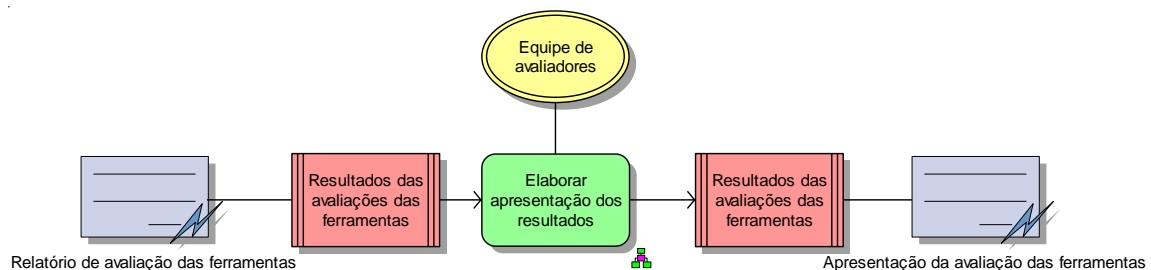 Equipe de
avaliadores
Resultados das
avaliações das
ferramentas
Elaborar
apresentação dos
resultados
Resultados das
avaliações das
ferramentas
Relatório de avaliação das ferramentas
Apresentação da avaliação das ferramentas